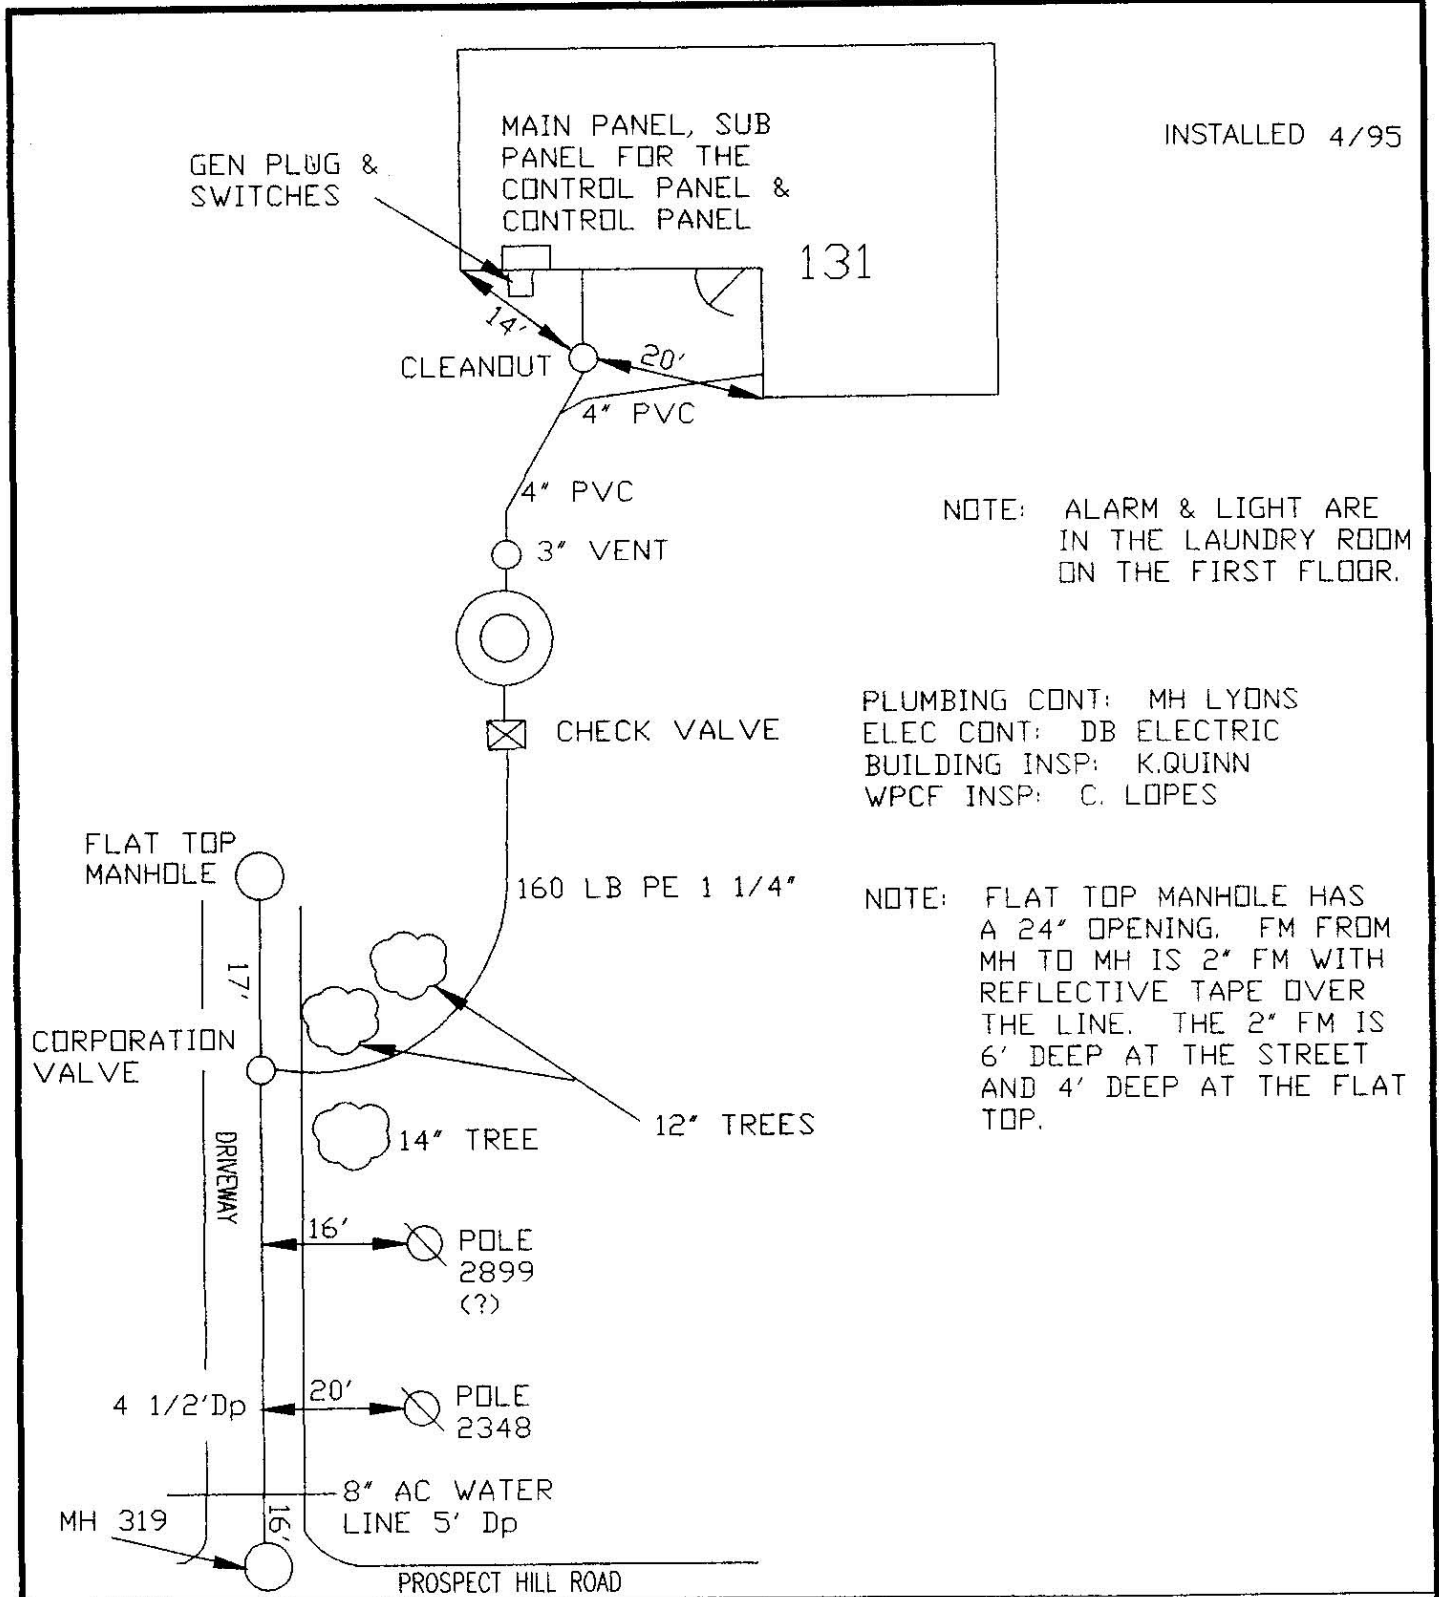 INSTALLED 4/95
MAIN PANEL, SUB
PANEL FOR THE
CONTROL PANEL &
CONTROL PANEL
GEN PLUG &
SWITCHES
131
14'
CLEANOUT
20'
4" PVC
4" PVC
3" VENT
NOTE: ALARM & LIGHT ARE
IN THE LAUNDRY ROOM
ON THE FIRST FLOOR.
CHECK VALVE
PLUMBING CONT: MH LYONS
ELEC CONT: DB ELECTRIC
BUILDING INSP: K.QUINN
WPCF INSP: C. LOPES
FLAT TOP
MANHOLE
160 LB PE 1 1/4"
NOTE: FLAT TOP MANHOLE HAS
A 24" OPENING. FM FROM
MH TO MH IS 2" FM WITH
REFLECTIVE TAPE OVER
THE LINE. THE 2" FM IS
6' DEEP AT THE STREET
AND 4' DEEP AT THE FLAT
TOP.
17'
CORPORATION
VALVE
12" TREES
14" TREE
DRIVEWAY
16'
POLE
2899
(?)
4 1/2'Dp
20'
POLE
2348
8" AC WATER
LINE 5' Dp
MH 319
16'
PROSPECT HILL ROAD